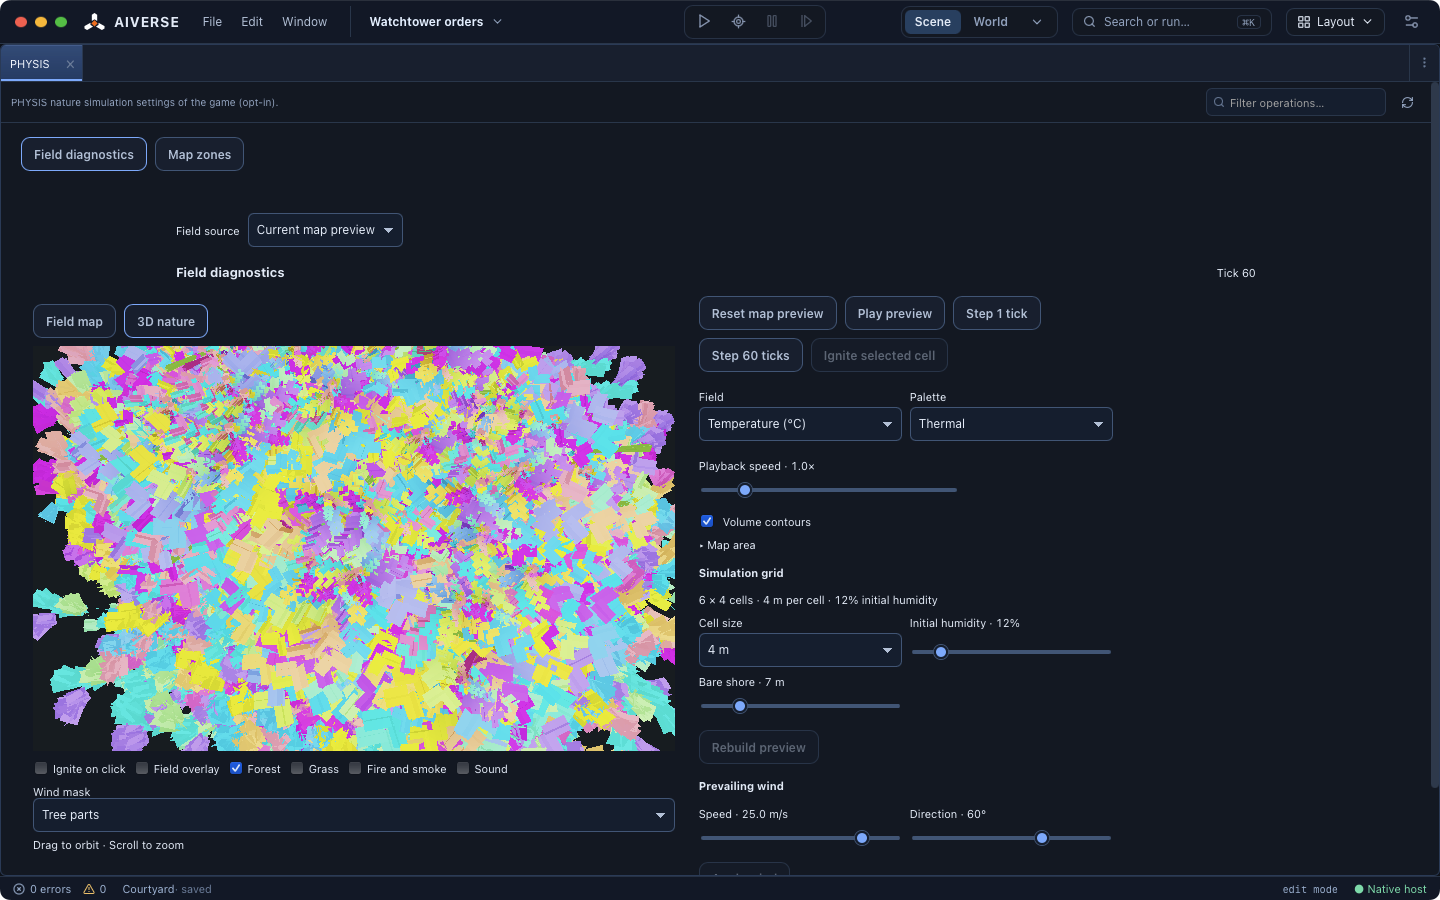 AIVERSE File Edit Window Watchtower orders Scene World Search or run... ⌘K Layout
PHYSIS
PHYSIS nature simulation settings of the game (opt-in). Filter operations...
Field diagnostics Map zones
Field source Current map preview
Field diagnostics Tick 60
Field map 3D nature
Reset map preview Play preview Step 1 tick
Step 60 ticks Ignite selected cell
Field Palette
Temperature (°C) Thermal
Playback speed · 1.0×
Volume contours
Map area
Simulation grid
6 × 4 cells · 4 m per cell · 12% initial humidity
Cell size Initial humidity · 12%
4 m
Bare shore · 7 m
Rebuild preview
Ignite on click Field overlay Forest Grass Fire and smoke Sound
Wind mask
Tree parts
Drag to orbit · Scroll to zoom
Prevailing wind
Speed · 25.0 m/s Direction · 60°
0 errors 0 Courtyard · saved edit mode Native host